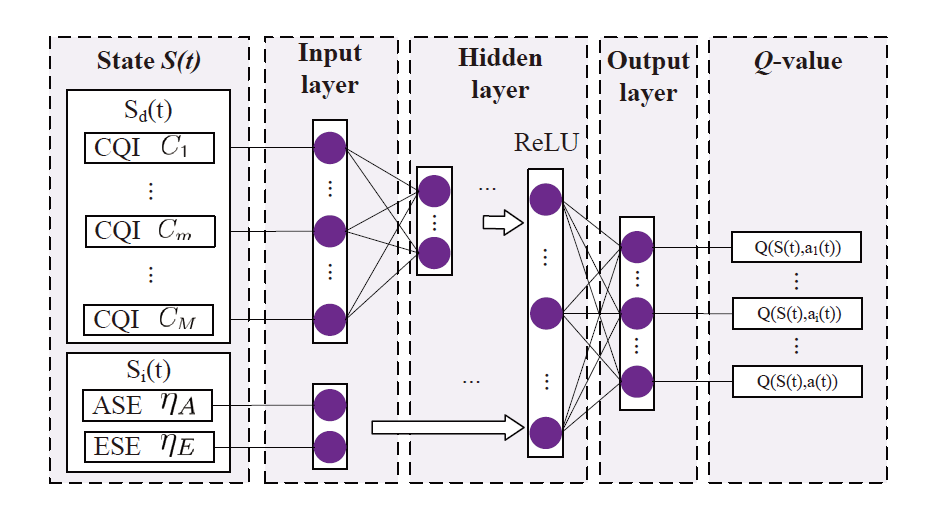 State S(t)
S_d(t)
CQI C_1
⋮
CQI C_m
⋮
CQI C_M
S_i(t)
ASE η_A
ESE η_E
Input
layer
⋮
⋮
Hidden
layer
ReLU
...
⋮
⋮
⋮
...
Output
layer
⋮
⋮
Q-value
Q(S(t),a_1(t))
⋮
Q(S(t),a_i(t))
⋮
Q(S(t),a(t))